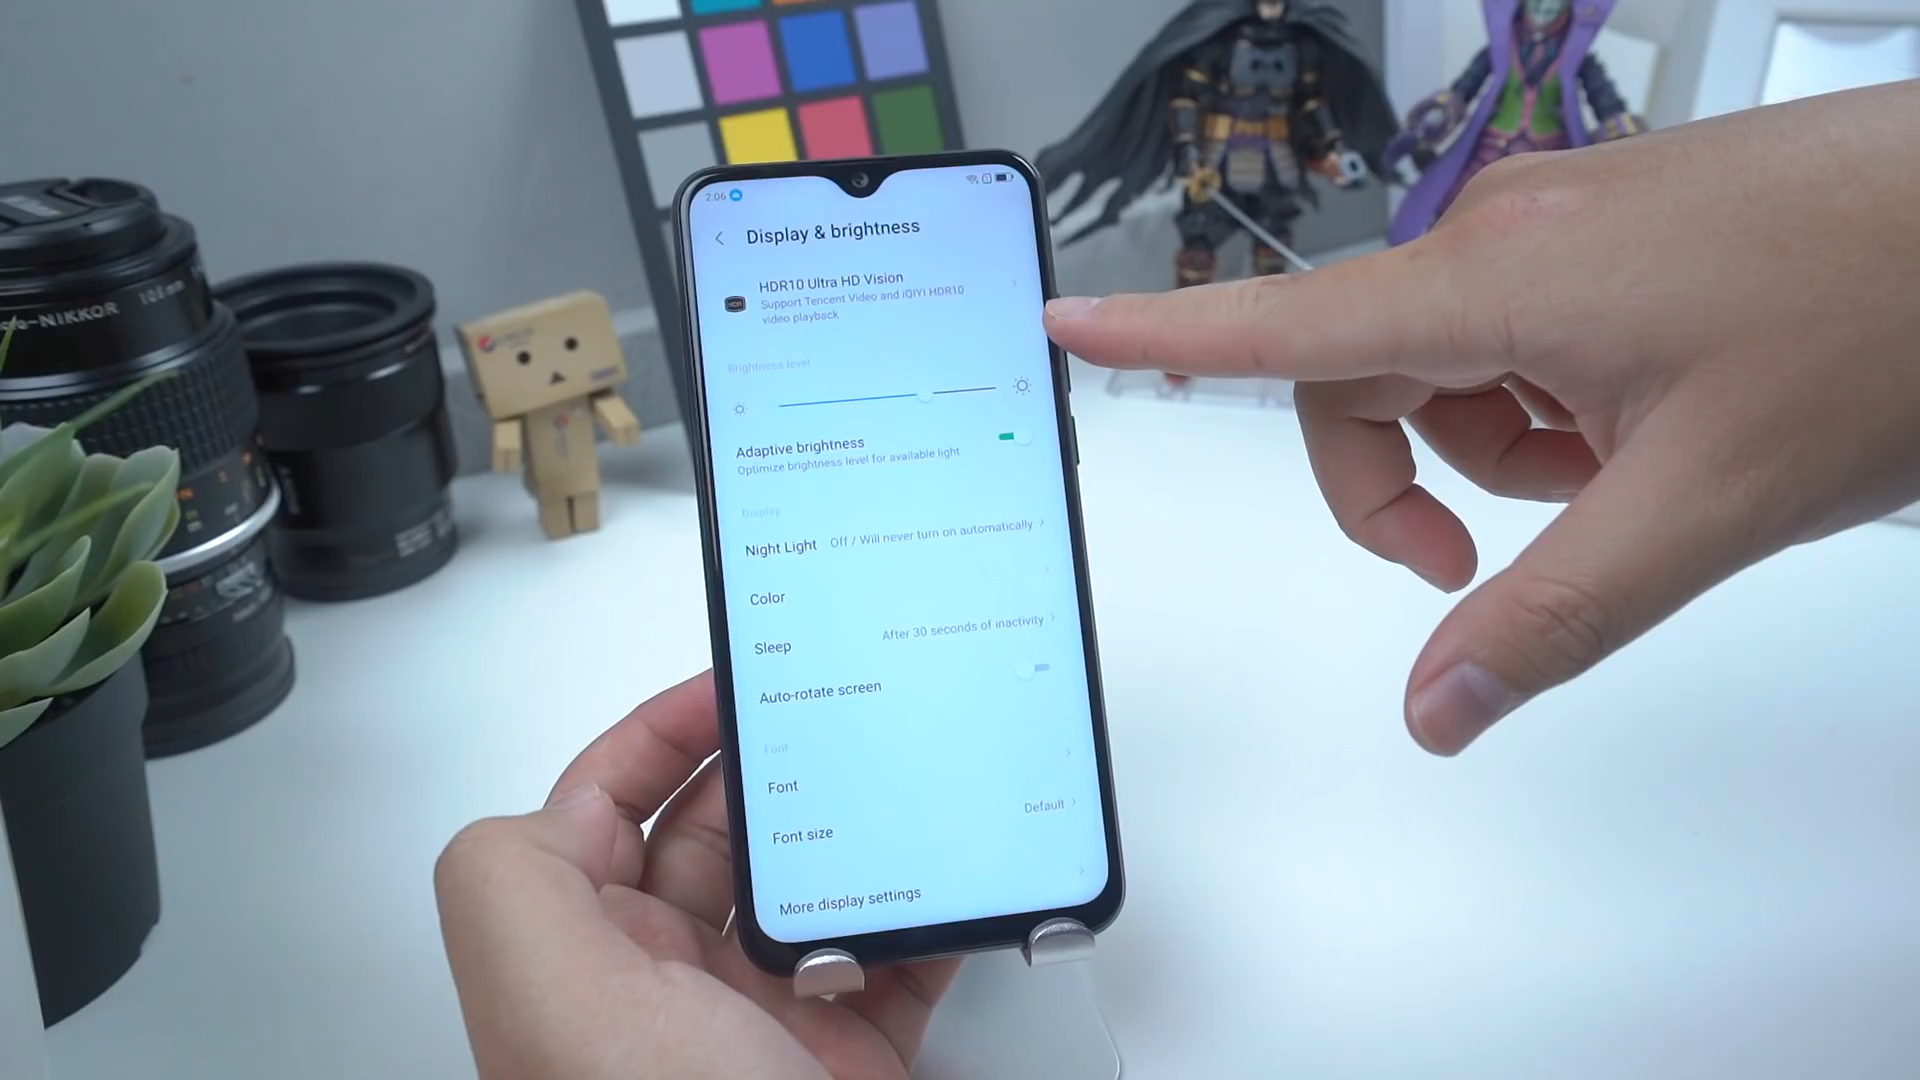 2:06
Display & brightness
HDR10 Ultra HD Vision
Support Tencent Video and iQIYI HDR10
video playback
Brightness level
Adaptive brightness
Optimize brightness level for available light
Display
Night Light Off / Will never turn on automatically
Color
Sleep After 30 seconds of inactivity
Auto-rotate screen
Font
Font
Font size Default
More display settings
NIKKOR 105mm